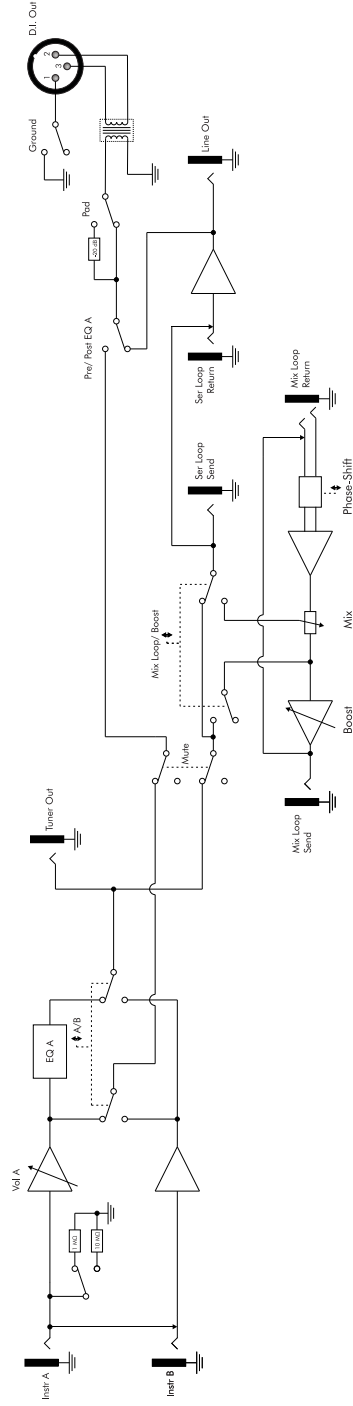 Instr A
Instr B
1 MΩ
10 MΩ
Vol A
EQ A
A/B
Tuner Out
Mute
Mix Loop/ Boost
Mix Loop
Send
Boost
Mix
Phase-Shift
Mix Loop
Return
Ser Loop
Send
Ser Loop
Return
Line Out
Pre/ Post EQ A
-20 dB
Pad
Ground
D.I. Out
1
2
3